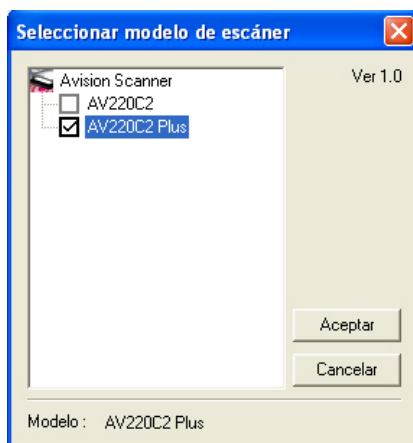 Seleccionar modelo de escáner
Avision Scanner
Ver 1.0
AV220C2
AV220C2 Plus
Aceptar
Cancelar
Modelo : AV220C2 Plus